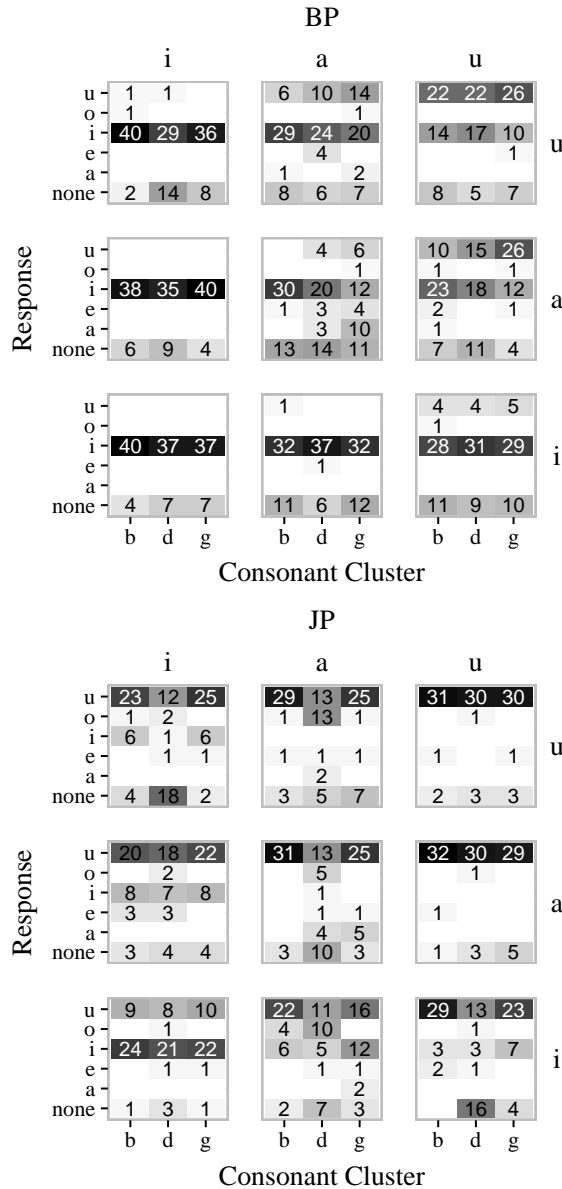 BP
i a u
u 1 1 6 10 14 22 22 26
o 1 1
i 40 29 36 29 24 20 14 17 10 u
e 4 1
a 1 2
none 2 14 8 8 6 7 8 5 7
u 4 6 10 15 26
o 1 1 1
i 38 35 40 30 20 12 23 18 12 a
e 1 3 4 2 1
a 3 10 1
none 6 9 4 13 14 11 7 11 4
Response
u 1 4 4 5
o 1
i 40 37 37 32 37 32 28 31 29 i
e 1
a
none 4 7 7 11 6 12 11 9 10
b d g b d g b d g
Consonant Cluster
JP
i a u
u 23 12 25 29 13 25 31 30 30
o 1 2 1 13 1 1
i 6 1 6 u
e 1 1 1 1 1 1 1
a 2
none 4 18 2 3 5 7 2 3 3
u 20 18 22 31 13 25 32 30 29
o 2 5 1
i 8 7 8 1 a
e 3 3 1 1 1
a 4 5
none 3 4 4 3 10 3 1 3 5
Response
u 9 8 10 22 11 16 29 13 23
o 1 4 10 1
i 24 21 22 6 5 12 3 3 7 i
e 1 1 1 1 2 1
a 2
none 1 3 1 2 7 3 16 4
b d g b d g b d g
Consonant Cluster